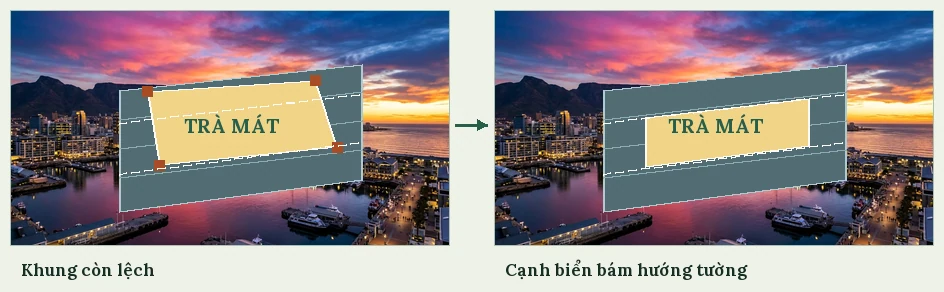 TRÀ MÁT
TRÀ MÁT
Khung còn lệch
Cạnh biển bám hướng tường